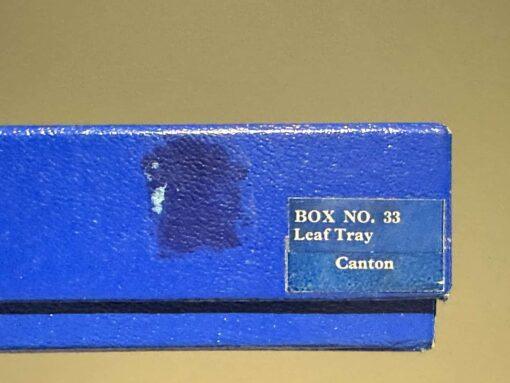 BOX NO. 33
Leaf Tray
Canton